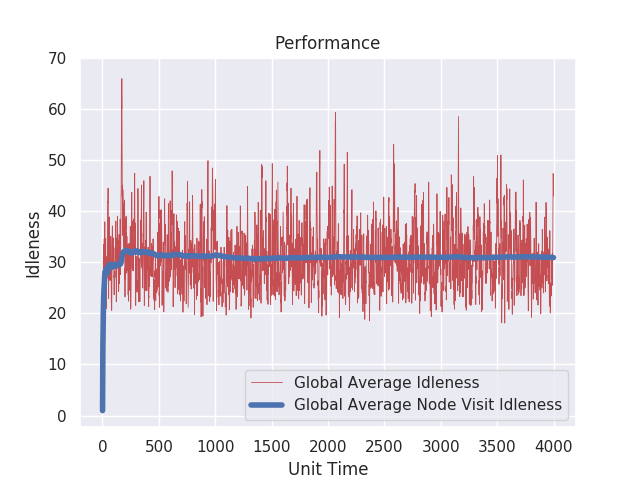 Performance
70
60
50
40
30
20
10
0
Idleness
0 500 1000 1500 2000 2500 3000 3500 4000
Unit Time
Global Average Idleness
Global Average Node Visit Idleness